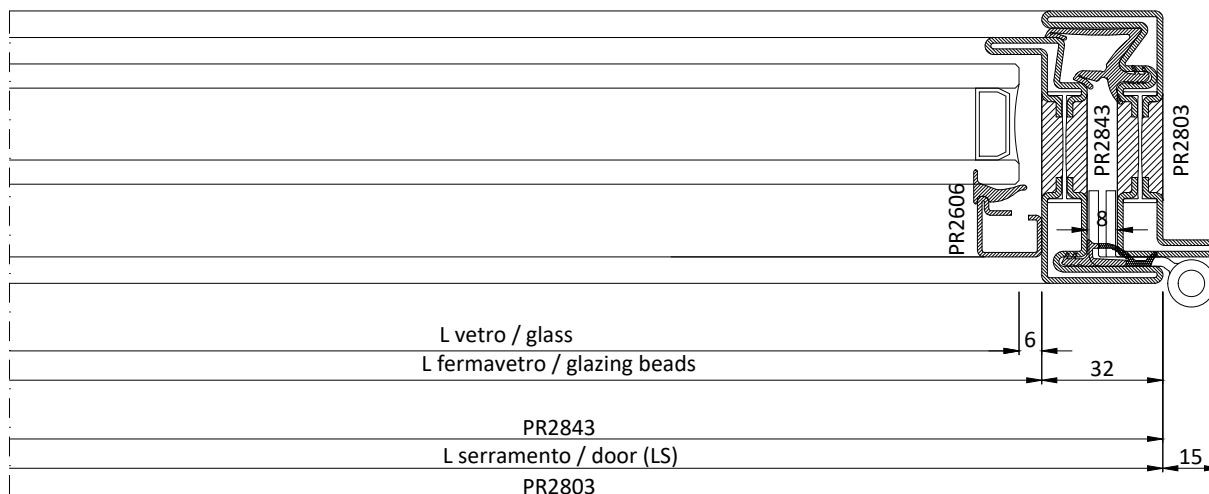 PR2843
PR2803
PR2606
8
L vetro / glass
6
L fermavetro / glazing beads
32
PR2843
L serramento / door (LS)
15
PR2803